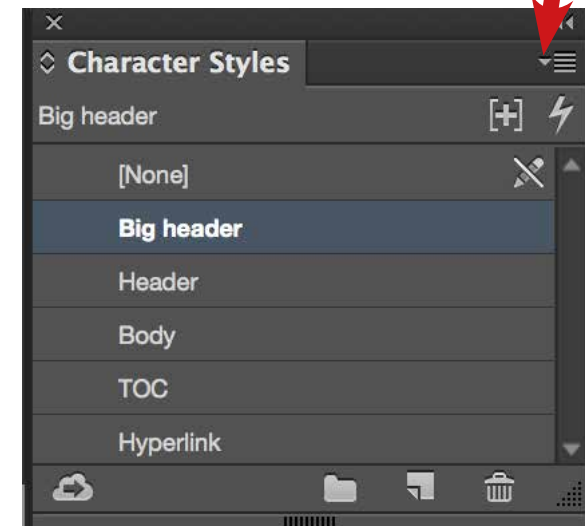 Character Styles
Big header
[None]
Big header
Header
Body
TOC
Hyperlink